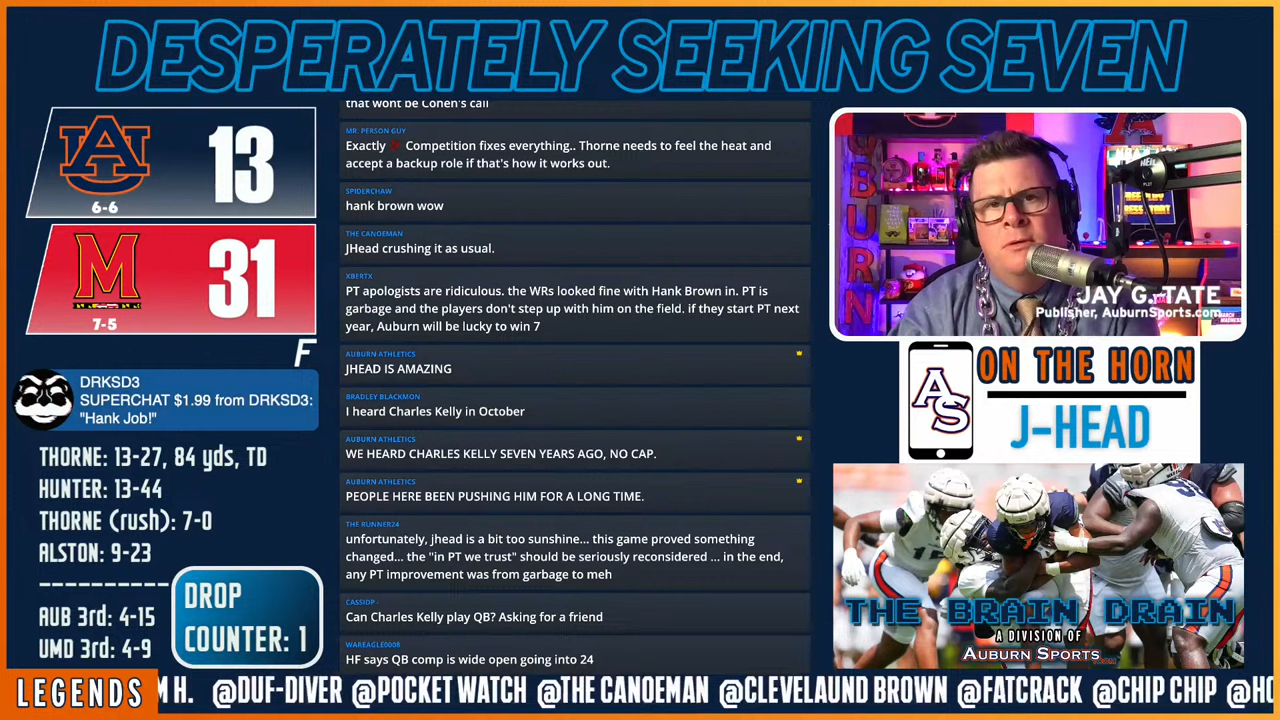 DESPERATELY SEEKING SEVEN
AU
13
6-6
M
31
7-5
F
DRKSD3
SUPERCHAT $1.99 from DRKSD3:
"Hank Job!"
THORNE: 13-27, 84 yds, TD
HUNTER: 13-44
THORNE (rush): 7-0
ALSTON: 9-23
AUB 3rd: 4-15
UMD 3rd: 4-9
DROP
COUNTER: 1
that wont be Cohen's call
MR. PERSON GUY
Exactly Competition fixes everything.. Thorne needs to feel the heat and
accept a backup role if that's how it works out.
SPIDERCHAW
hank brown wow
THE CANOEMAN
JHead crushing it as usual.
XBERTX
PT apologists are ridiculous. the WRs looked fine with Hank Brown in. PT is
garbage and the players don't step up with him on the field. if they start PT next
year, Auburn will be lucky to win 7
AUBURN ATHLETICS
JHEAD IS AMAZING
BRADLEY BLACKMON
I heard Charles Kelly in October
AUBURN ATHLETICS
WE HEARD CHARLES KELLY SEVEN YEARS AGO, NO CAP.
AUBURN ATHLETICS
PEOPLE HERE BEEN PUSHING HIM FOR A LONG TIME.
THE RUNNER24
unfortunately, jhead is a bit too sunshine... this game proved something
changed... the "in PT we trust" should be seriously reconsidered ... in the end,
any PT improvement was from garbage to meh
CASSIDP-
Can Charles Kelly play QB? Asking for a friend
WAREAGLE0008
HF says QB comp is wide open going into 24
UBURN
JAY G. TATE
Publisher, AuburnSports.com
AS
ON THE HORN
J-HEAD
THE BRAIN DRAIN
A DIVISION OF
AUBURN SPORTS
LEGENDS
M H. @DUF-DIVER @POCKET WATCH @THE CANOEMAN @CLEVELAUND BROWN @FATCRACK @CHIP CHIP @HO